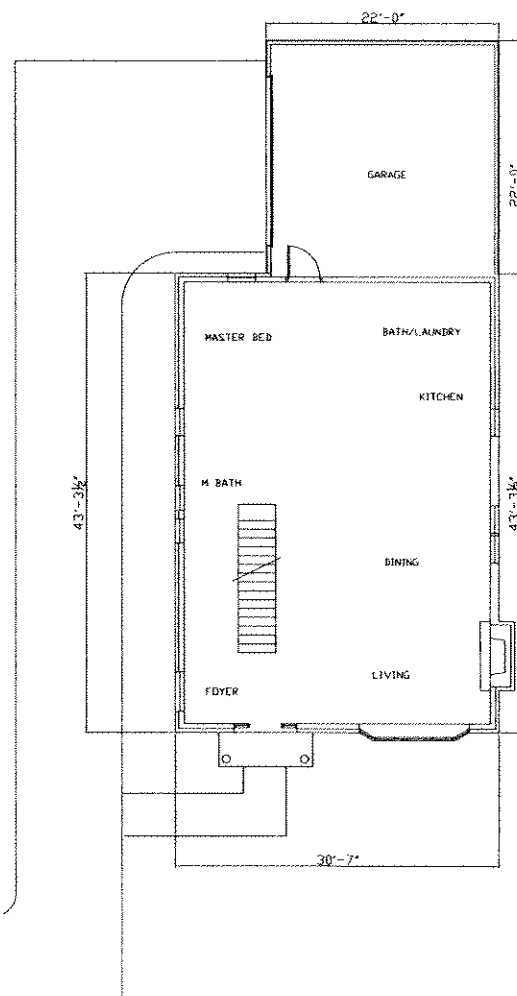 22'-0"
GARAGE
22'-0"
MASTER BED
BATH/LAUNDRY
KITCHEN
43'-3½"
M BATH
43'-3½"
DINING
LIVING
FOYER
30'-7"